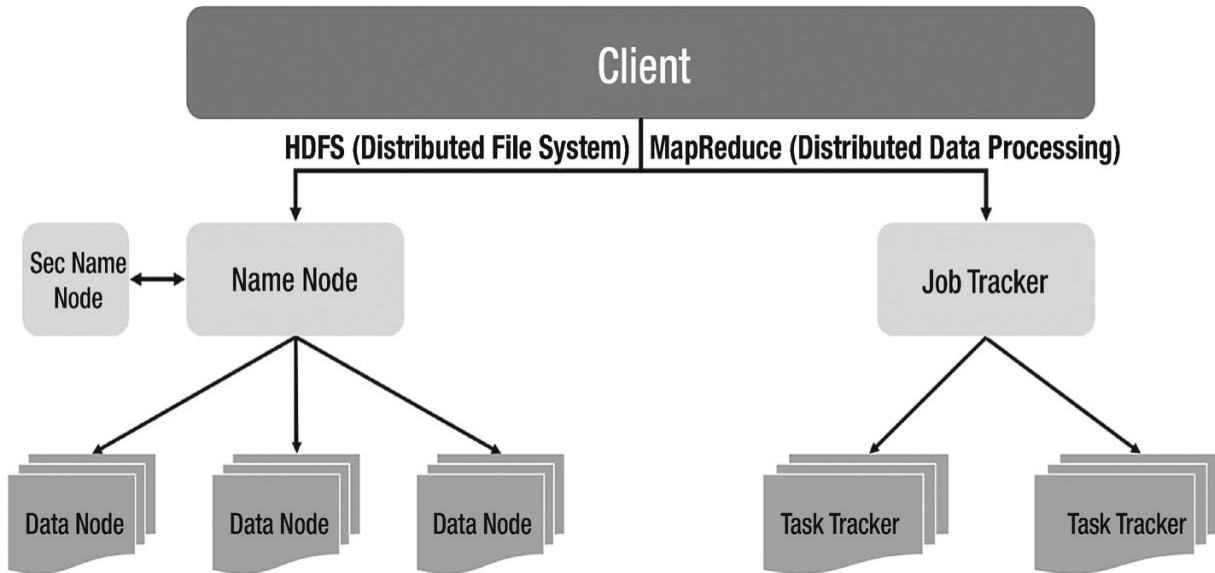 Client
HDFS (Distributed File System)
MapReduce (Distributed Data Processing)
Sec Name
Node
Name Node
Job Tracker
Data Node
Data Node
Data Node
Task Tracker
Task Tracker